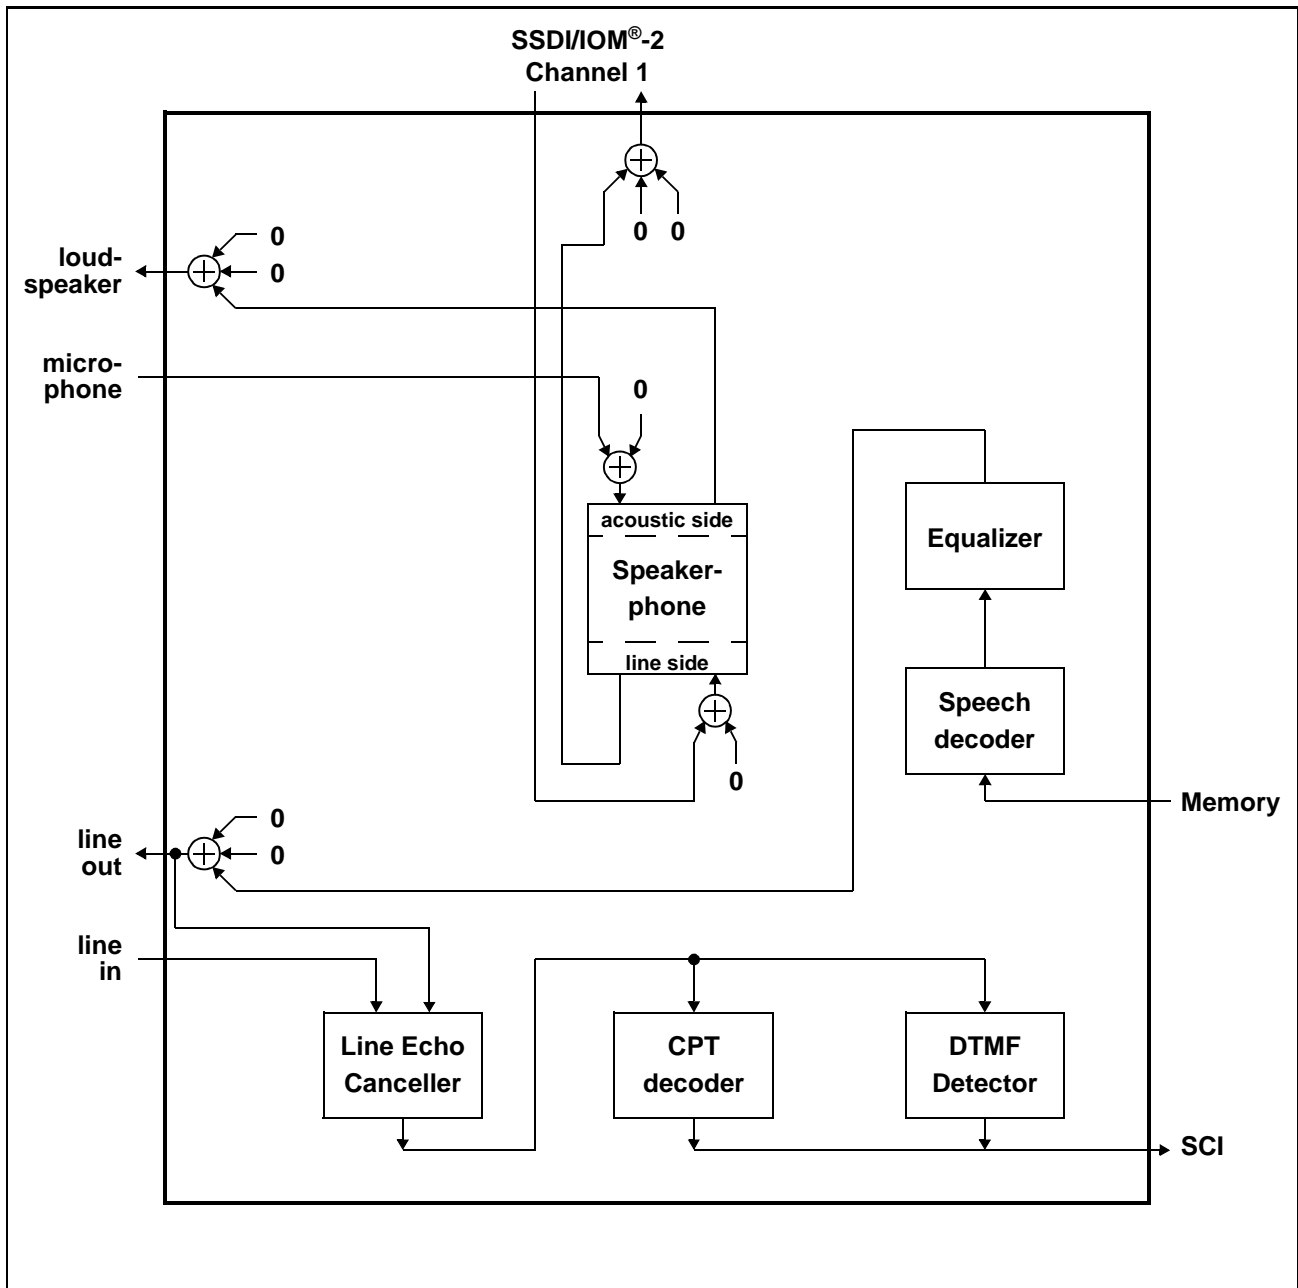 SSDI/IOM®-2
Channel 1
0 0
0
loud-
speaker
0
micro-
phone
0
acoustic side
Speaker-
phone
line side
0
Equalizer
Speech
decoder
Memory
0
line
out
0
line
in
Line Echo
Canceller
CPT
decoder
DTMF
Detector
SCI